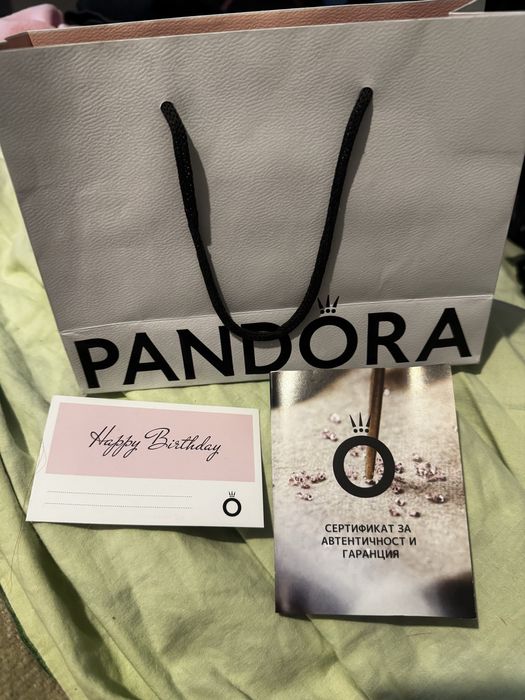 PANDORA
Happy Birthday
СЕРТИФИКАТ ЗА
АВТЕНТИЧНОСТ И
ГАРАНЦИЯ